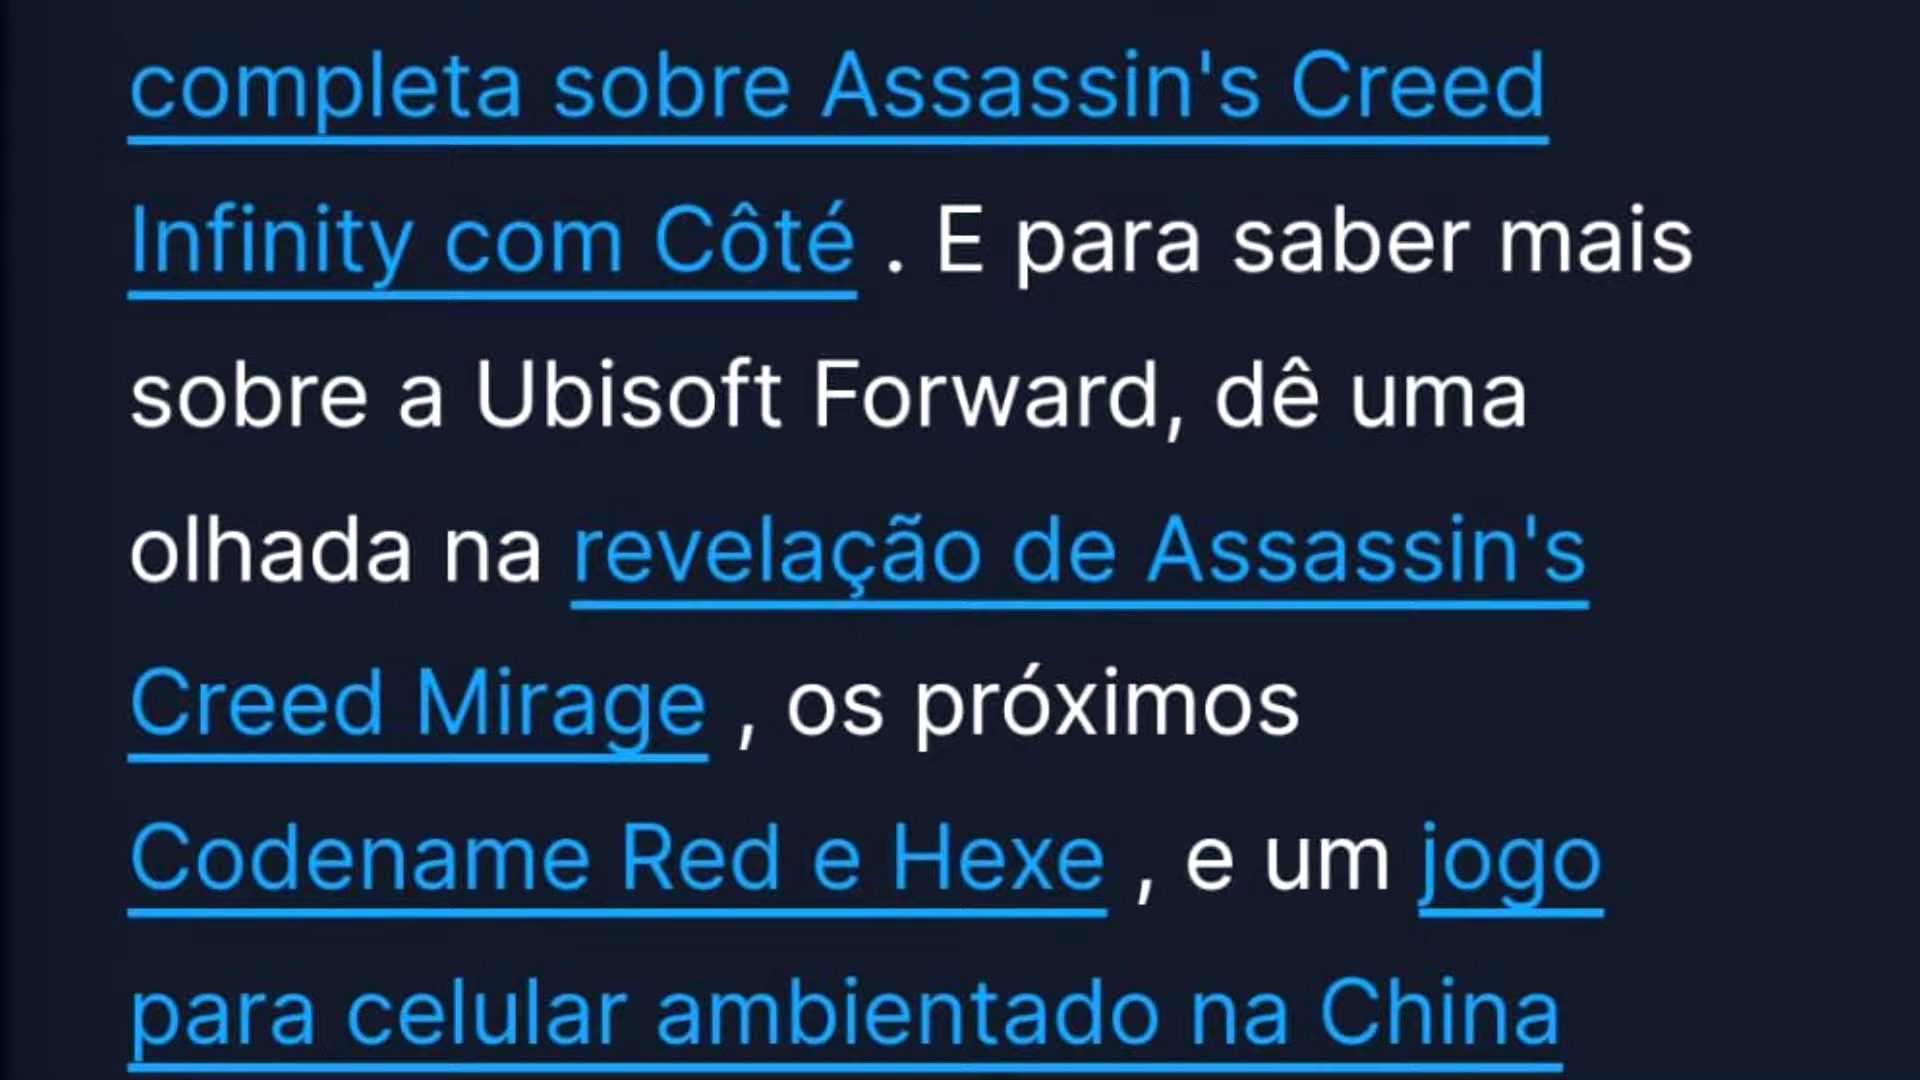 completa sobre Assassin's Creed
Infinity com Côté . E para saber mais
sobre a Ubisoft Forward, dê uma
olhada na revelação de Assassin's
Creed Mirage , os próximos
Codename Red e Hexe , e um jogo
para celular ambientado na China